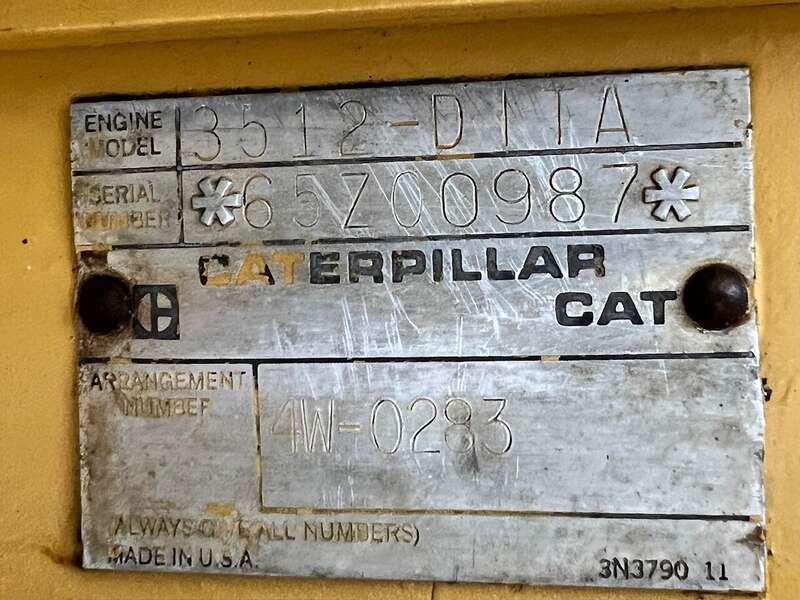 ENGINE MODEL 3512-DITA
SERIAL NUMBER *65Z00987*
CATERPILLAR
CAT
ARRANGEMENT NUMBER 4W-0283
(ALWAYS GIVE ALL NUMBERS)
MADE IN U.S.A. 3N3790 11